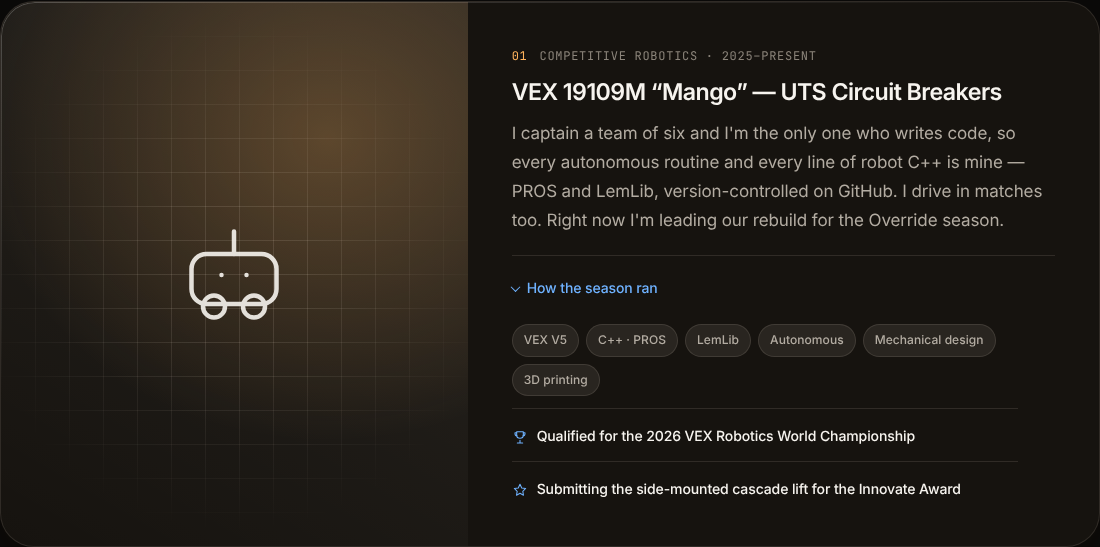 01 COMPETITIVE ROBOTICS · 2025–PRESENT
VEX 19109M “Mango” — UTS Circuit Breakers
I captain a team of six and I'm the only one who writes code, so
every autonomous routine and every line of robot C++ is mine —
PROS and LemLib, version-controlled on GitHub. I drive in matches
too. Right now I'm leading our rebuild for the Override season.
How the season ran
VEX V5 C++ · PROS LemLib Autonomous Mechanical design
3D printing
Qualified for the 2026 VEX Robotics World Championship
Submitting the side-mounted cascade lift for the Innovate Award